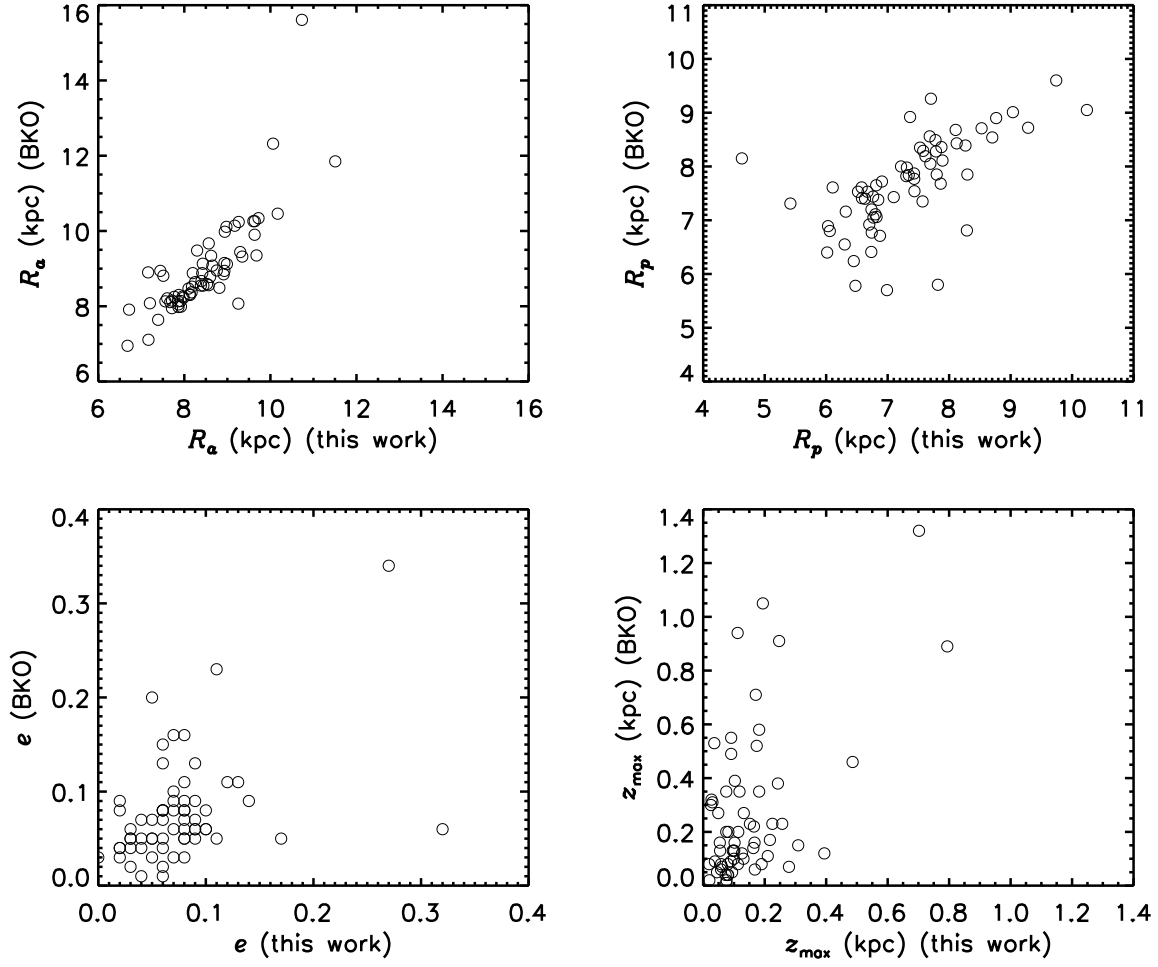 16
14
12
10
8
6
R_a (kpc) (BKO)
6 8 10 12 14 16
R_a (kpc) (this work)
11
10
9
8
7
6
5
4
R_p (kpc) (BKO)
4 5 6 7 8 9 10 11
R_p (kpc) (this work)
0.4
0.3
0.2
0.1
0.0
e (BKO)
0.0 0.1 0.2 0.3 0.4
e (this work)
1.4
1.2
1.0
0.8
0.6
0.4
0.2
0.0
z_max (kpc) (BKO)
0.0 0.2 0.4 0.6 0.8 1.0 1.2 1.4
z_max (kpc) (this work)